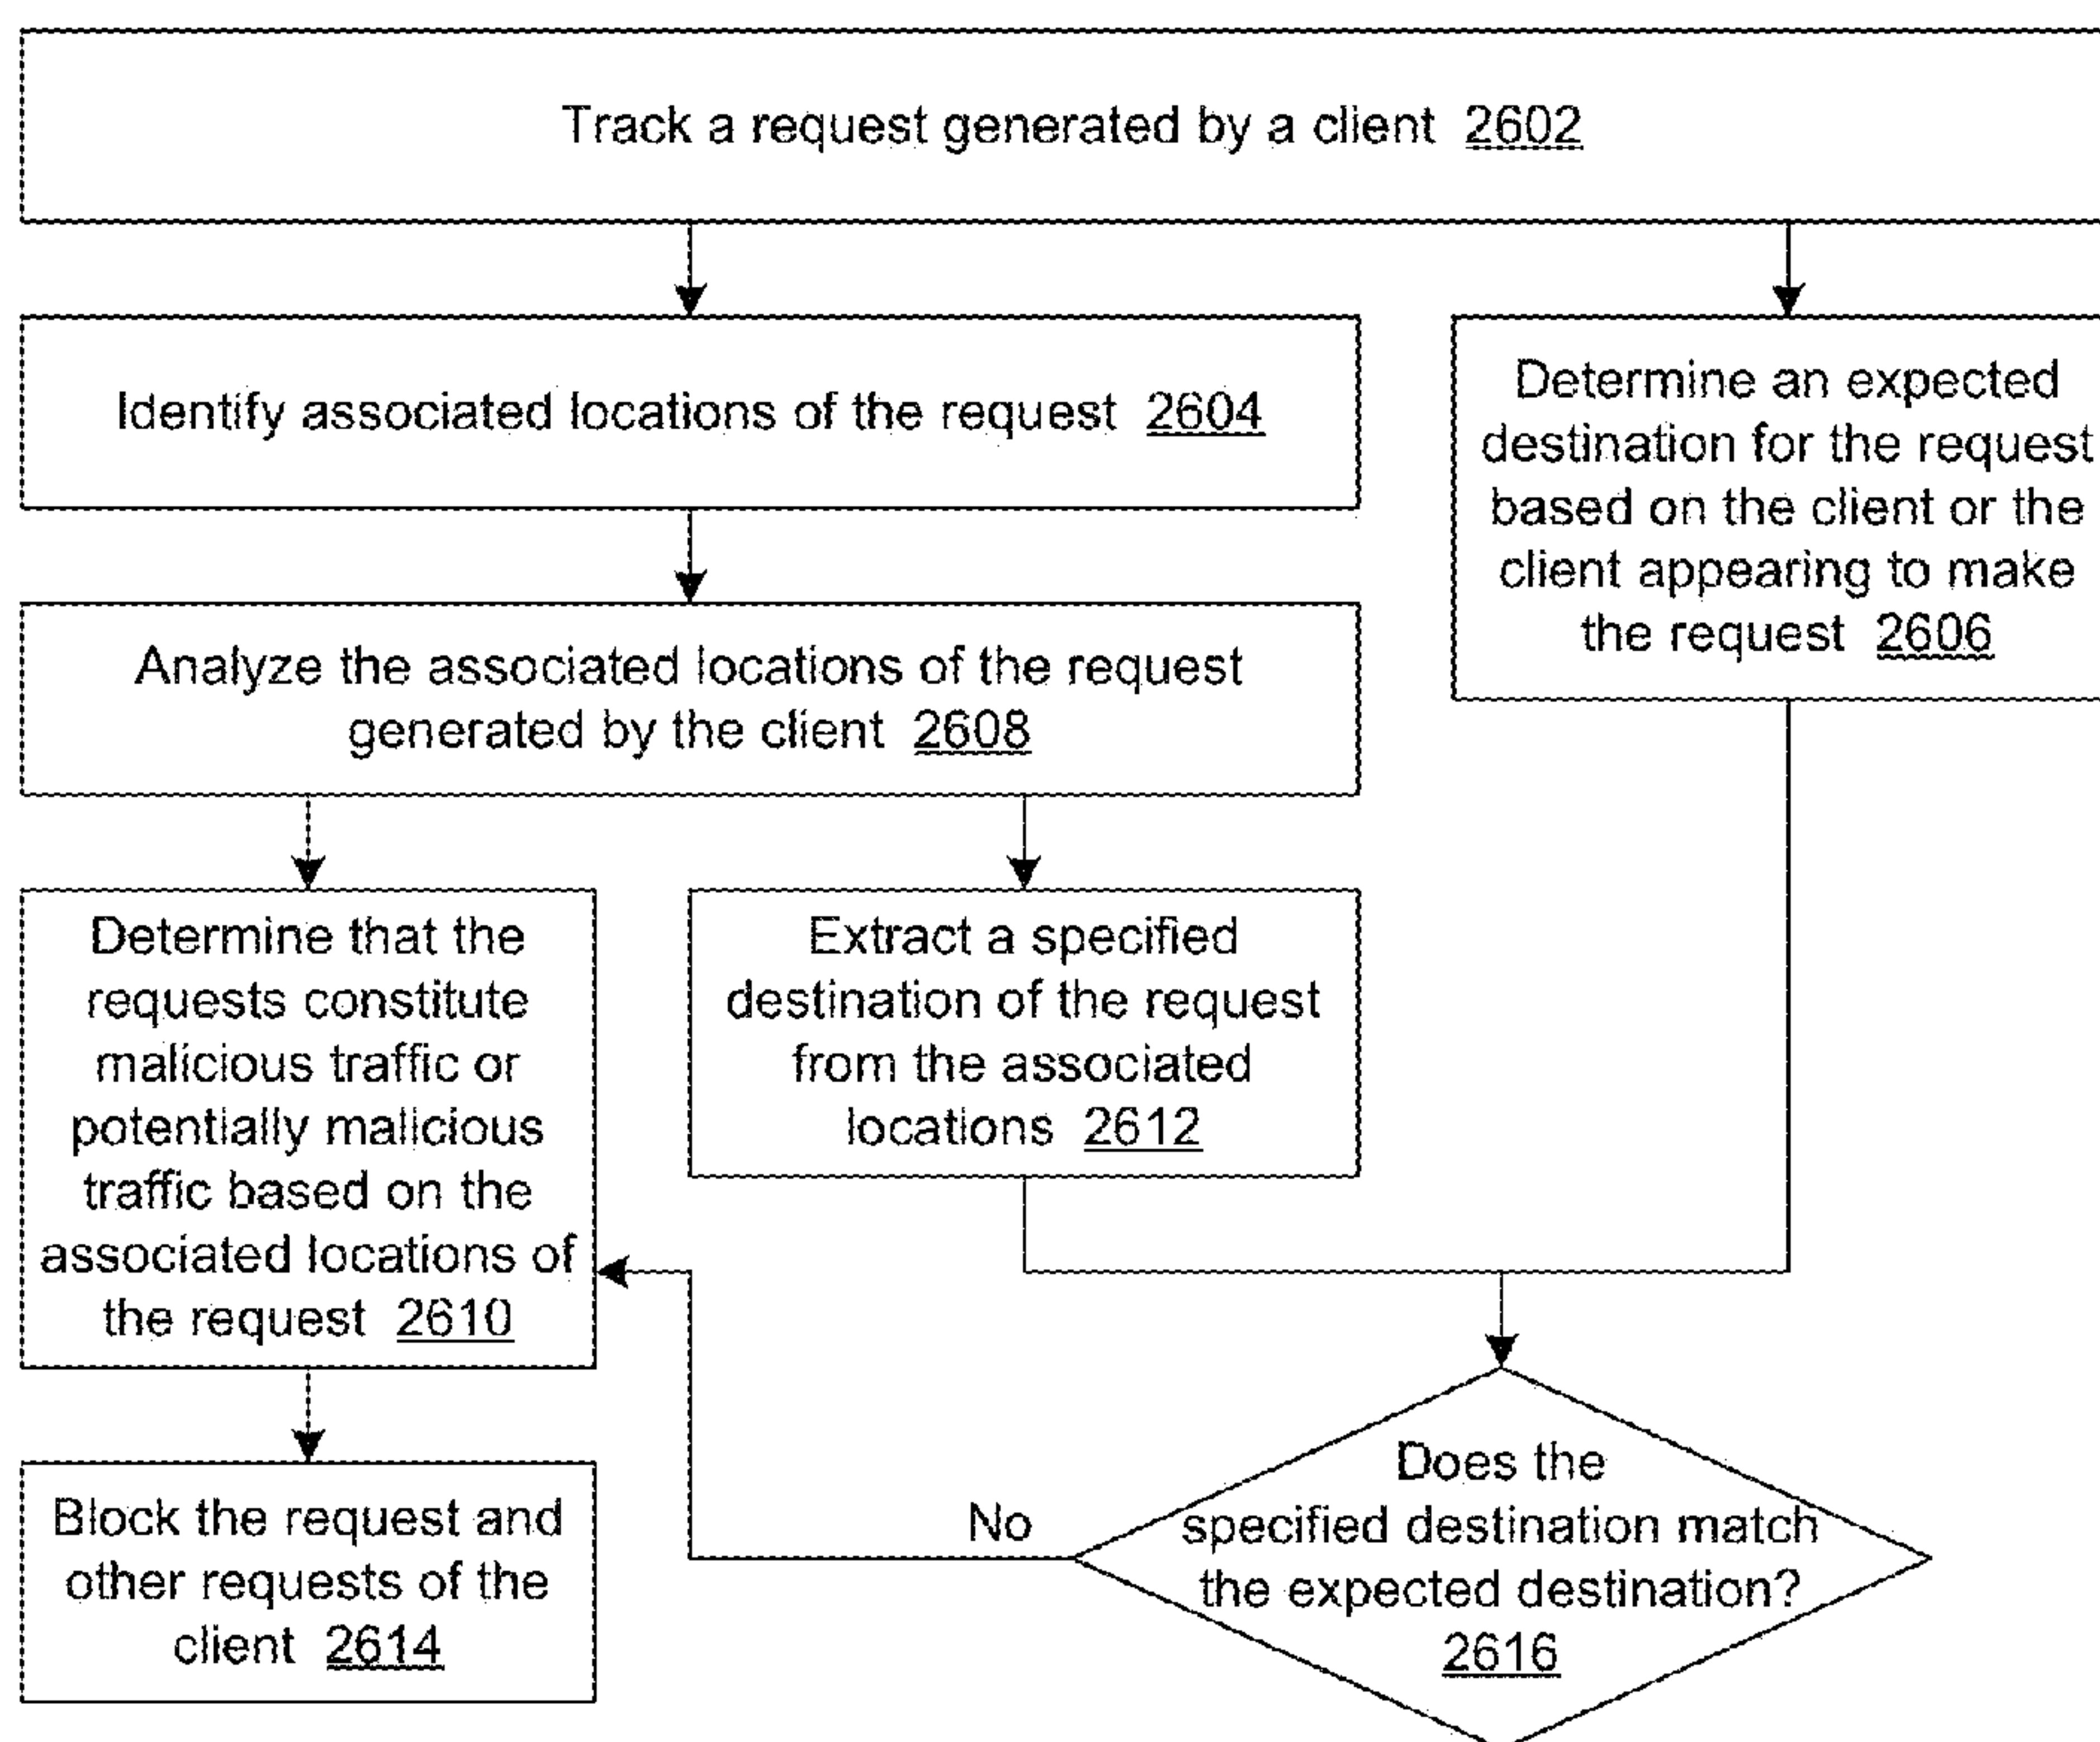 Track a request generated by a client 2602
Identify associated locations of the request 2604
Determine an expected
destination for the request
based on the client or the
client appearing to make
the request 2606
Analyze the associated locations of the request
generated by the client 2608
Determine that the
requests constitute
malicious traffic or
potentially malicious
traffic based on the
associated locations of
the request 2610
Extract a specified
destination of the request
from the associated
locations 2612
Block the request and
other requests of the
client 2614
No
Does the
specified destination match
the expected destination?
2616